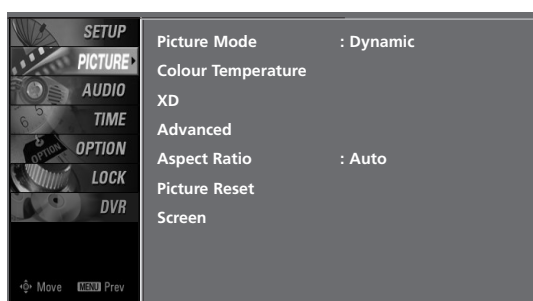 SETUP
PICTURE
AUDIO
TIME
OPTION
LOCK
DVR
Move MENU Prev
Picture Mode : Dynamic
Colour Temperature
XD
Advanced
Aspect Ratio : Auto
Picture Reset
Screen